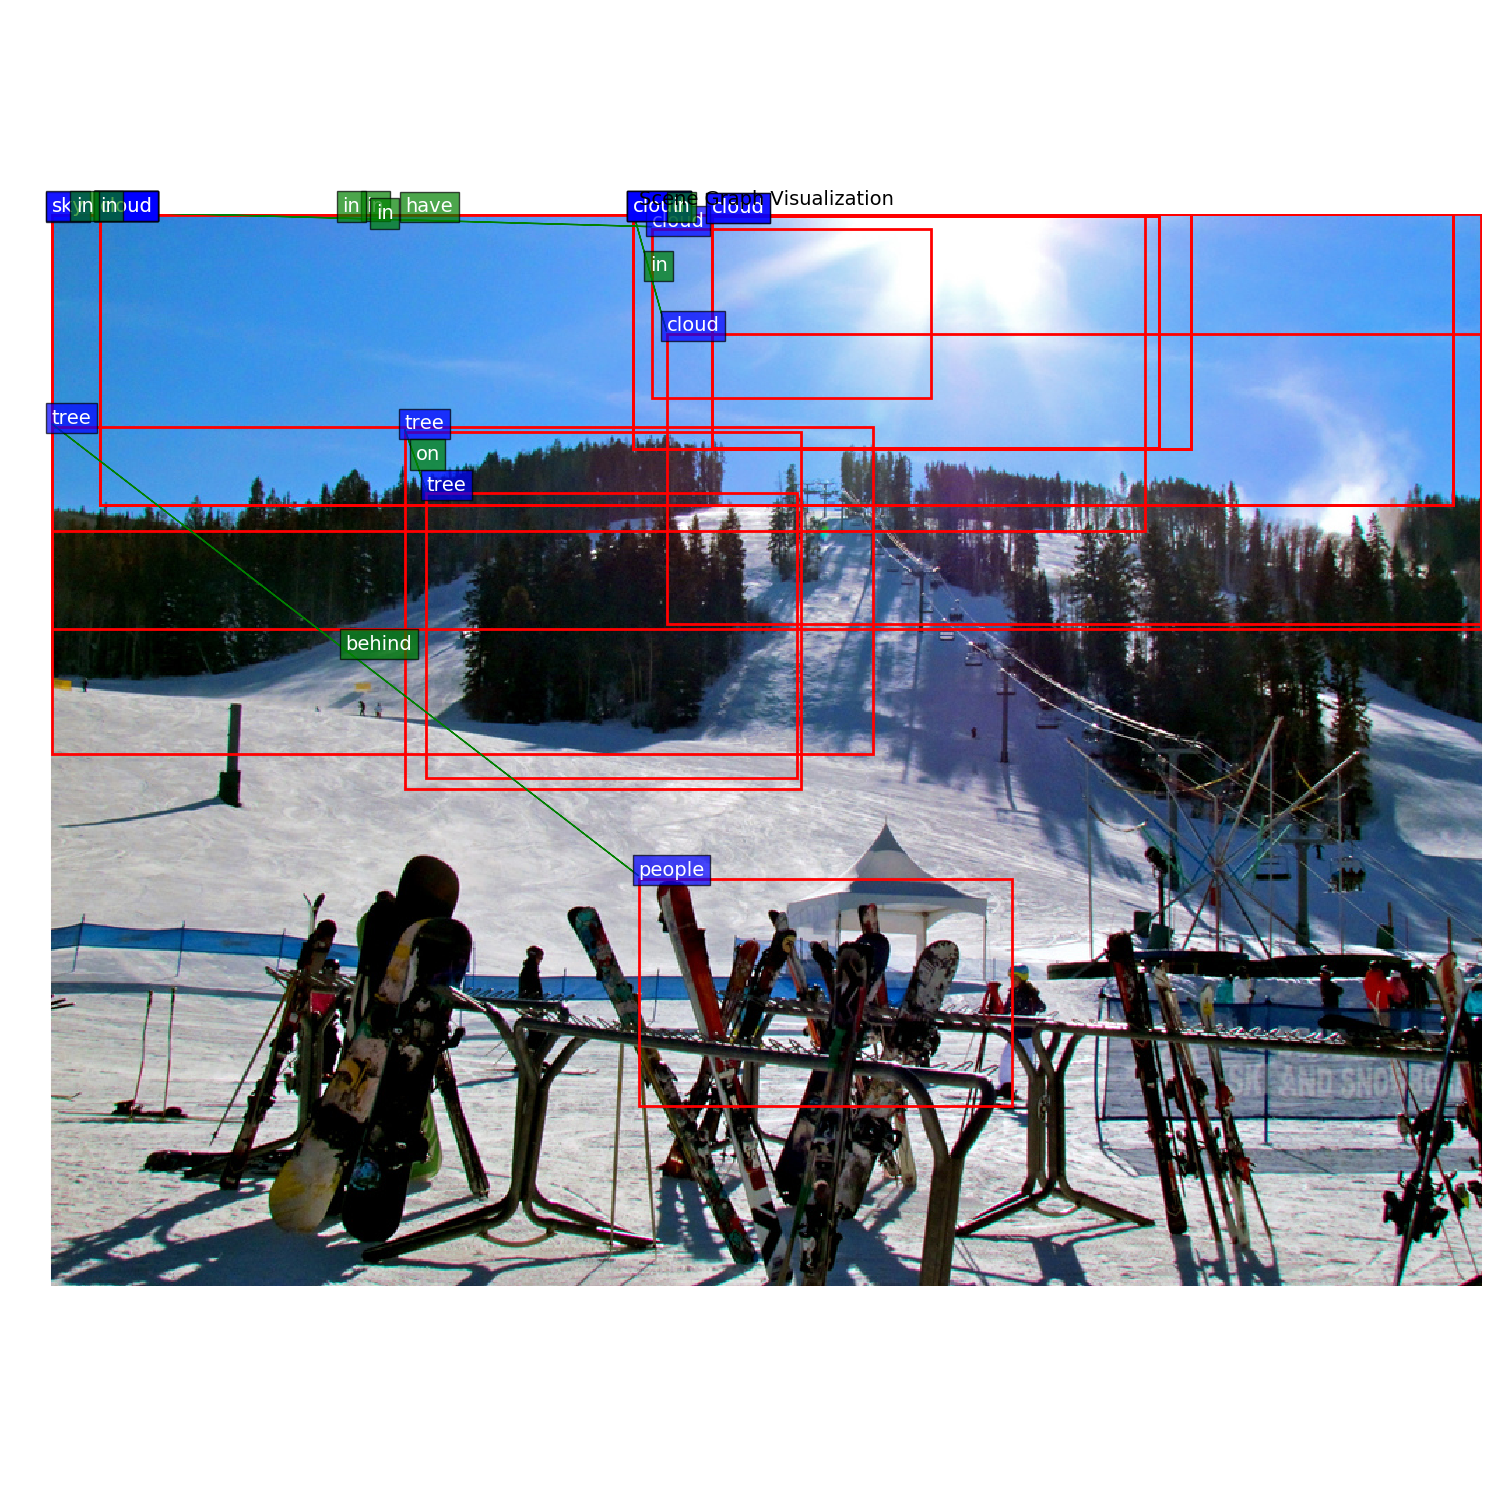 Scene Graph Visualization
sky
in
in
cloud
in
in
in
have
cloud
in
cloud
cloud
in
cloud
tree
tree
on
tree
behind
people
SKI AND SNOW